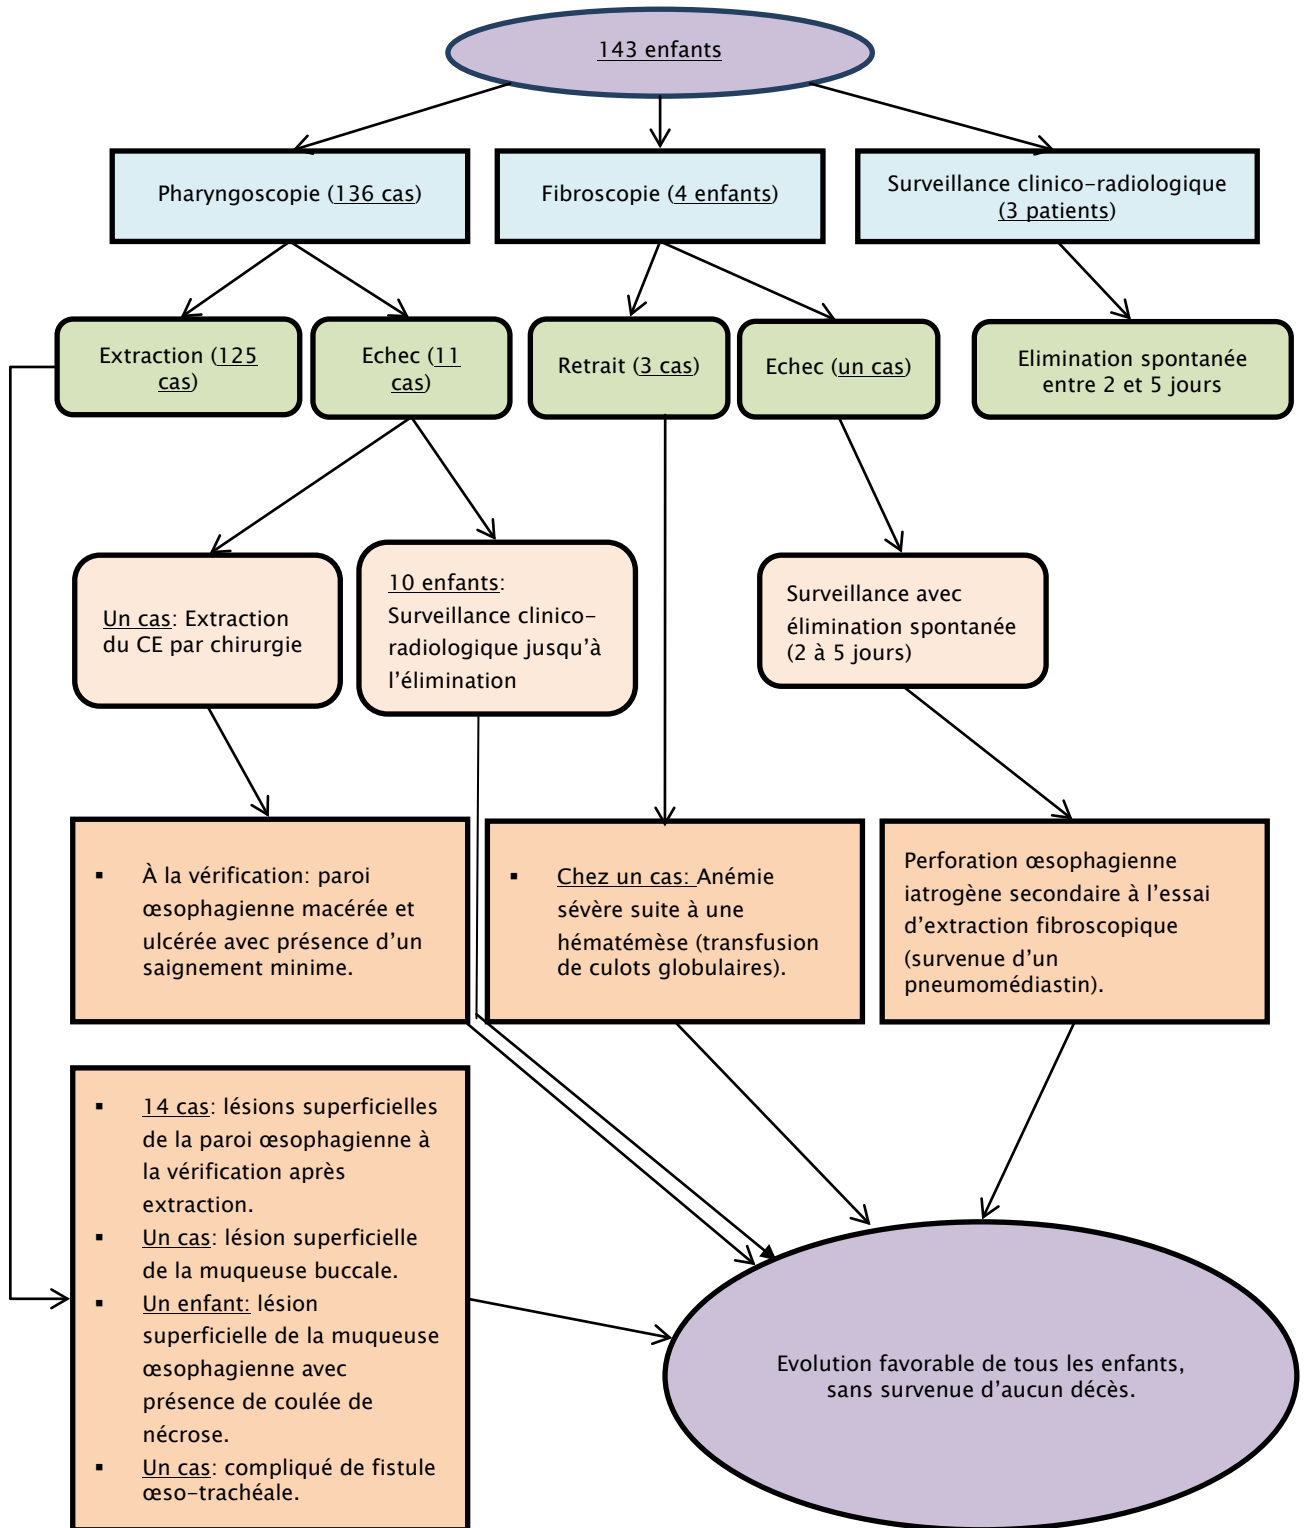 143 enfants
Pharyngoscopie (136 cas)
Fibroscopie (4 enfants)
Surveillance clinico-radiologique
(3 patients)
Extraction (125
cas)
Echec (11
cas)
Retrait (3 cas)
Echec (un cas)
Elimination spontanée
entre 2 et 5 jours
Un cas: Extraction
du CE par chirurgie
10 enfants:
Surveillance clinico-
radiologique jusqu’à
l’élimination
Surveillance avec
élimination spontanée
(2 à 5 jours)
▪ À la vérification: paroi
œsophagienne macérée et
ulcérée avec présence d’un
saignement minime.
▪ Chez un cas: Anémie
sévère suite à une
hématémèse (transfusion
de culots globulaires).
Perforation œsophagienne
iatrogène secondaire à l’essai
d’extraction fibroscopique
(survenue d’un
pneumomédiastin).
▪ 14 cas: lésions superficielles
de la paroi œsophagienne à
la vérification après
extraction.
▪ Un cas: lésion superficielle
de la muqueuse buccale.
▪ Un enfant: lésion
superficielle de la muqueuse
œsophagienne avec
présence de coulée de
nécrose.
▪ Un cas: compliqué de fistule
œso-trachéale.
Evolution favorable de tous les enfants,
sans survenue d’aucun décès.